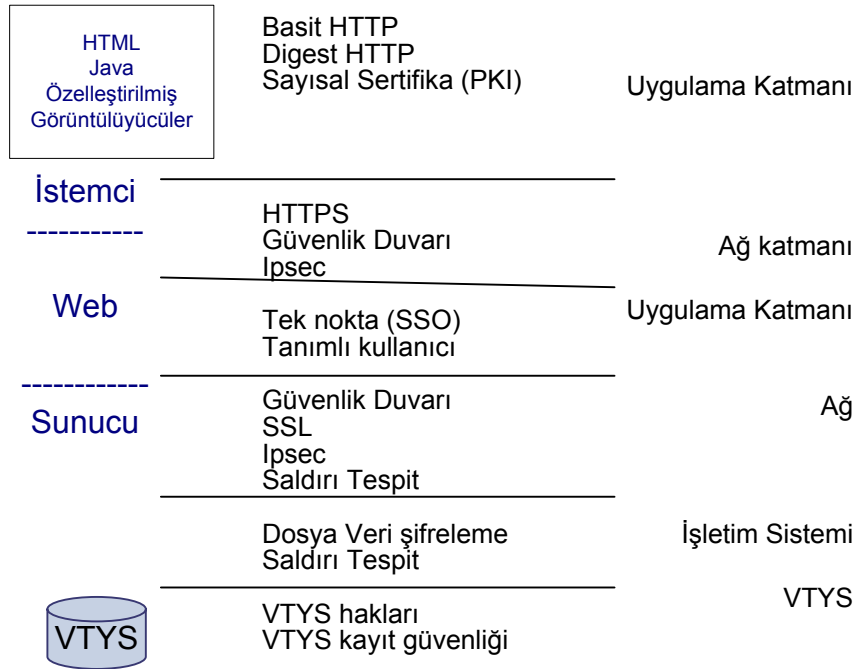 HTML
Java
Özelleştirilmiş
Görüntülüyücüler
Basit HTTP
Digest HTTP
Sayısal Sertifika (PKI)
Uygulama Katmanı
İstemci
-----------
HTTPS
Güvenlik Duvarı
Ipsec
Ağ katmanı
Web
Tek nokta (SSO)
Tanımlı kullanıcı
Uygulama Katmanı
------------
Sunucu
Güvenlik Duvarı
SSL
Ipsec
Saldırı Tespit
Ağ
Dosya Veri şifreleme
Saldırı Tespit
İşletim Sistemi
VTYS
VTYS hakları
VTYS kayıt güvenliği
VTYS